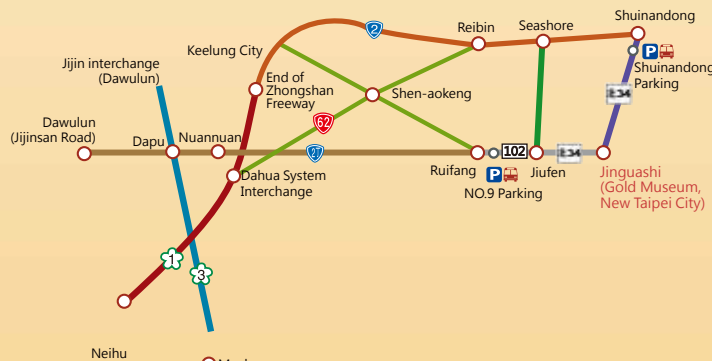 Shuinandong
Seashore
Reibin
2
Keelung City
P
Shuinandong
Parking
Jijin interchange
(Dawulun)
End of
Zhongshan
Freeway
Shen-aokeng
Dawulun
(Jijinsan Road)
62
Dapu
Nuannuan
27
102
Ruifang
P
Jiufen
NO.9 Parking
Jinguashi
(Gold Museum,
New Taipei City)
Dahua System
Interchange
1
3
Neihu